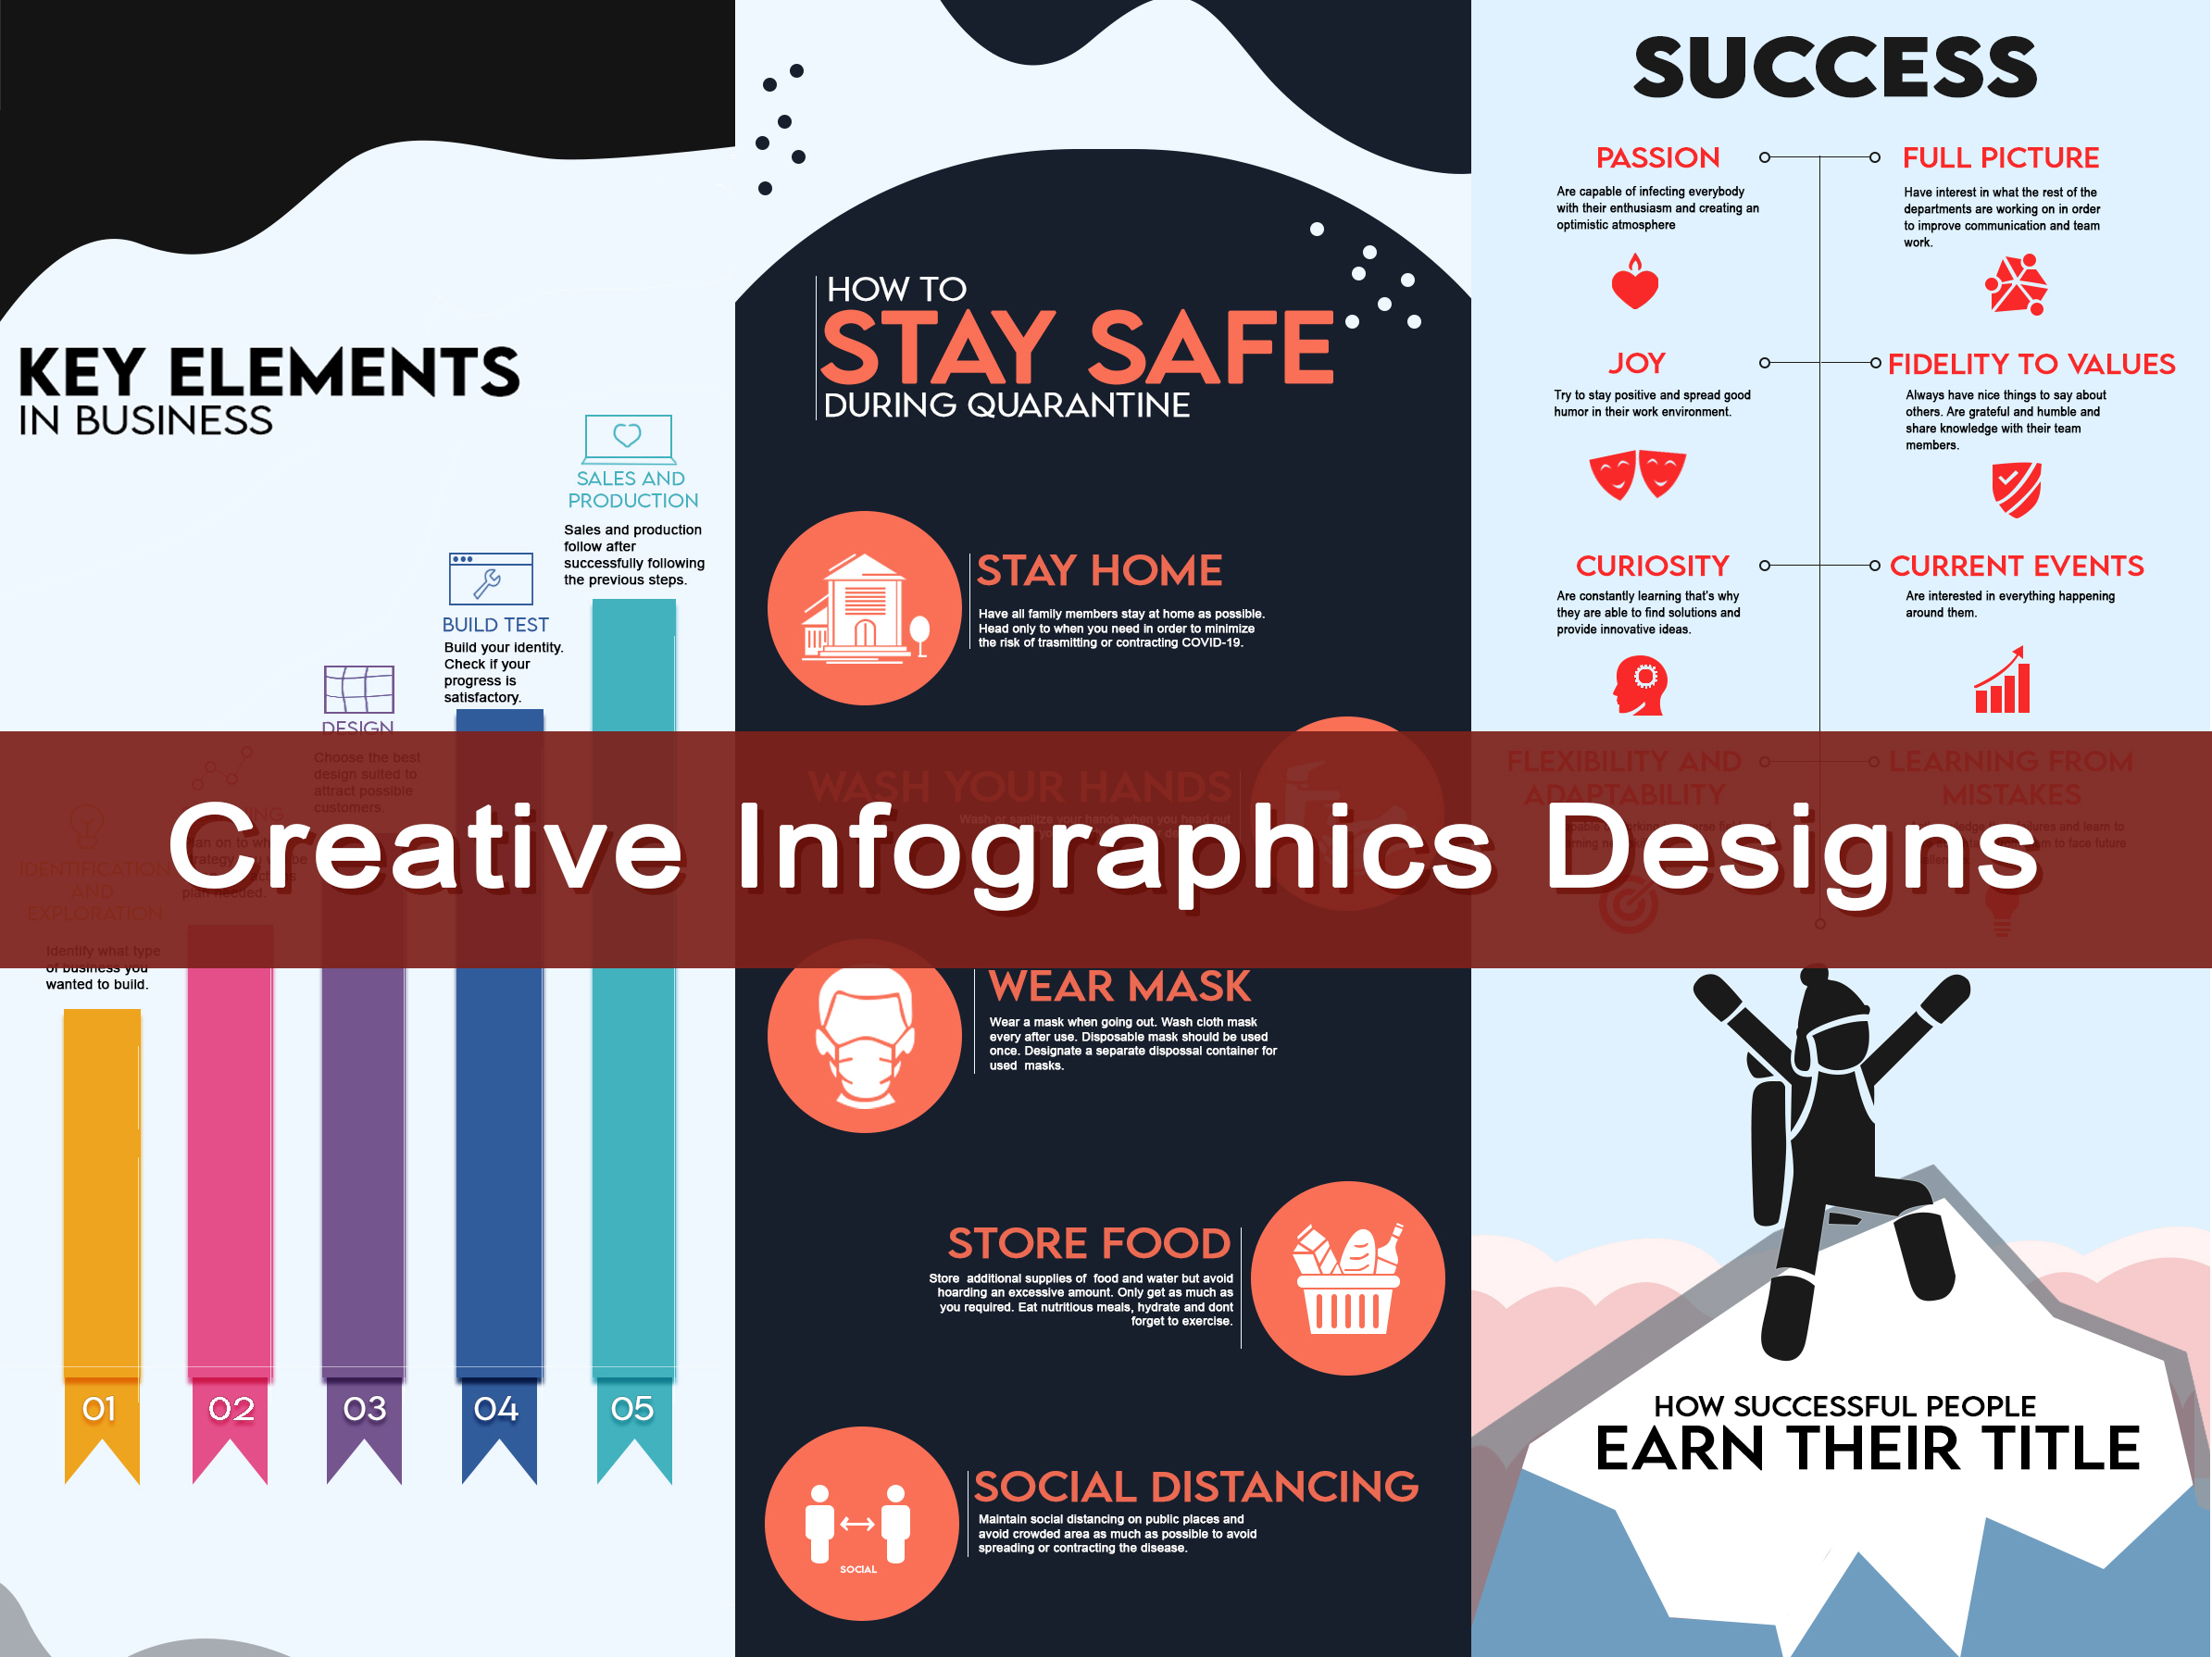 KEY ELEMENTS
IN BUSINESS
SALES AND
PRODUCTION
Sales and production
follow after
successfully following
the previous steps.
BUILD TEST
Build your identity.
Check if your
progress is
satisfactory.
DESIGN
Choose the best
design suited to
attract possible
customers.
plan needed.
IDENTIFICATION
AND
EXPLORATION
Identify what type
of business you
wanted to build.
01
02
03
04
05
HOW TO
STAY SAFE
DURING QUARANTINE
STAY HOME
Have all family members stay at home as possible.
Head only to when you need in order to minimize
the risk of trasmitting or contracting COVID-19.
WASH YOUR HANDS
Wash or sanitze your hands when you head out
Creative Infographics Designs
WEAR MASK
Wear a mask when going out. Wash cloth mask
every after use. Disposable mask should be used
once. Designate a separate dispossal container for
used masks.
STORE FOOD
Store additional supplies of food and water but avoid
hoarding an excessive amount. Only get as much as
you required. Eat nutritious meals, hydrate and dont
forget to exercise.
SOCIAL DISTANCING
Maintain social distancing on public places and
avoid crowded area as much as possible to avoid
spreading or contracting the disease.
SOCIAL
SUCCESS
PASSION
Are capable of infecting everybody
with their enthusiasm and creating an
optimistic atmosphere
FULL PICTURE
Have interest in what the rest of the
departments are working on in order
to improve communication and team
work.
JOY
Try to stay positive and spread good
humor in their work environment.
FIDELITY TO VALUES
Always have nice things to say about
others. Are grateful and humble and
share knowledge with their team
members.
CURIOSITY
Are constantly learning that's why
they are able to find solutions and
provide innovative ideas.
CURRENT EVENTS
Are interested in everything happening
around them.
FLEXIBILITY AND
ADAPTABILITY
LEARNING FROM
MISTAKES
failures and learn to
to face future
HOW SUCCESSFUL PEOPLE
EARN THEIR TITLE